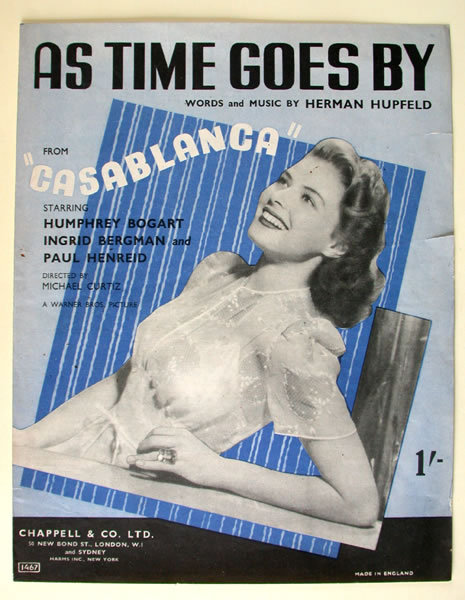 AS TIME GOES BY
WORDS and MUSIC BY HERMAN HUPFELD
FROM
"CASABLANCA"
STARRING
HUMPHREY BOGART
INGRID BERGMAN and
PAUL HENREID
DIRECTED BY
MICHAEL CURTIZ
A WARNER BROS. PICTURE
1'-
CHAPPELL & CO. LTD.
50 NEW BOND ST., LONDON, W.1
and SYDNEY
HARMS INC., NEW YORK
1467
MADE IN ENGLAND